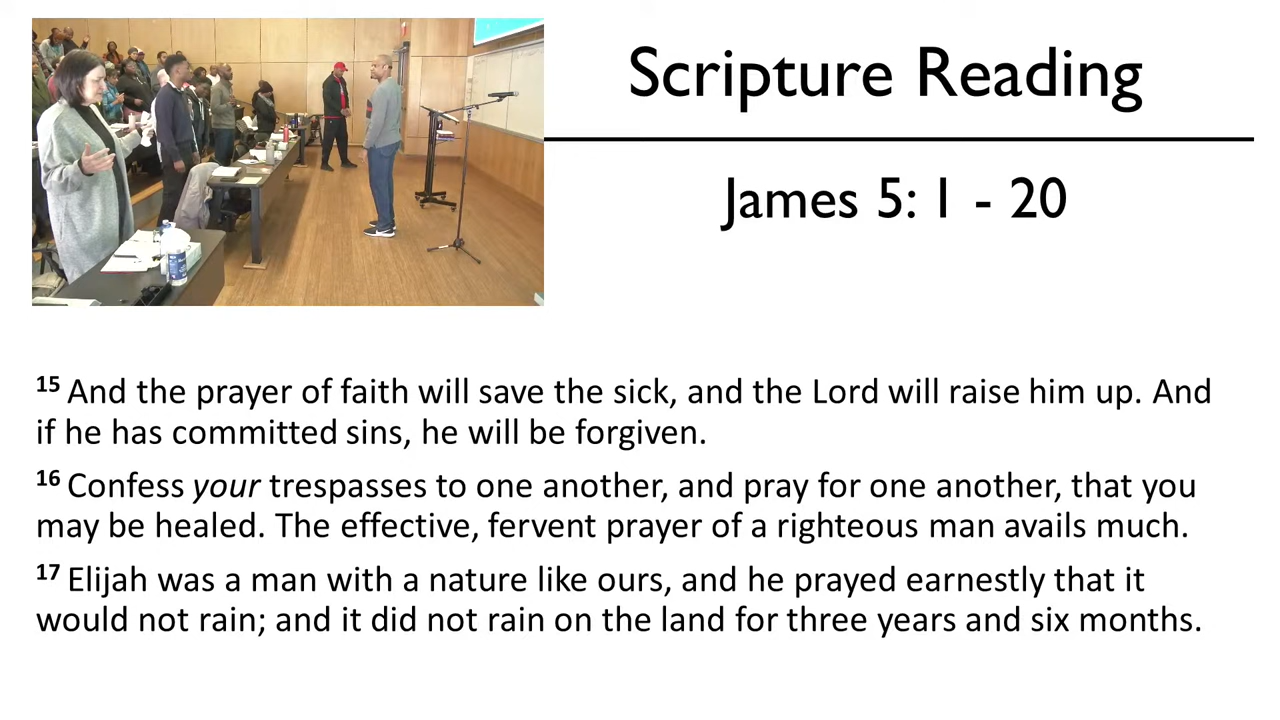 Scripture Reading
James 5: 1 - 20
15 And the prayer of faith will save the sick, and the Lord will raise him up. And
if he has committed sins, he will be forgiven.
16 Confess your trespasses to one another, and pray for one another, that you
may be healed. The effective, fervent prayer of a righteous man avails much.
17 Elijah was a man with a nature like ours, and he prayed earnestly that it
would not rain; and it did not rain on the land for three years and six months.